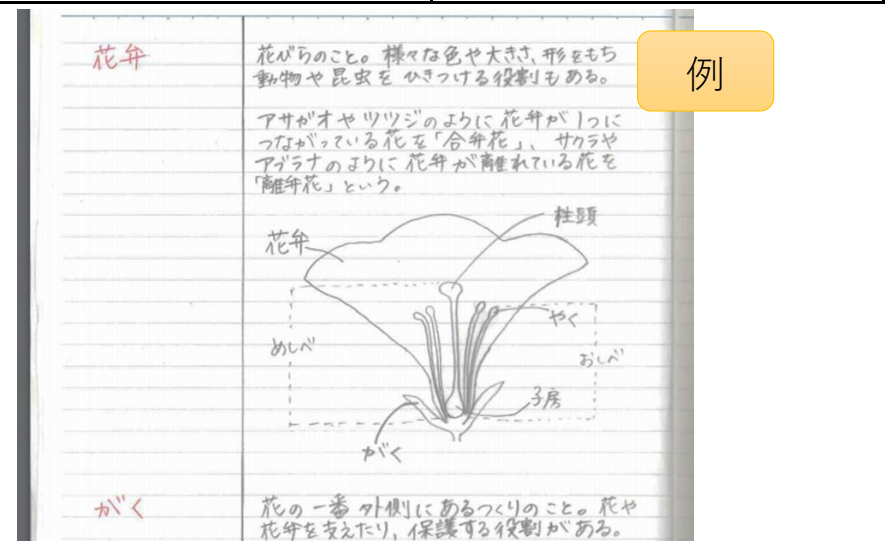 例
花弁
花びらのこと。様々な色や大きさ、形をもち
動物や昆虫をひきつける役割もある。
アサガオやツツジのように花弁が1つに
つながっている花を「合弁花」、サクラや
アブラナのように花弁が離れている花を
「離弁花」という。
柱頭
花弁
やく
めしべ
おしべ
子房
がく
がく
花の一番外側にあるつくりのこと。花や
花弁を支えたり、保護する役割がある。